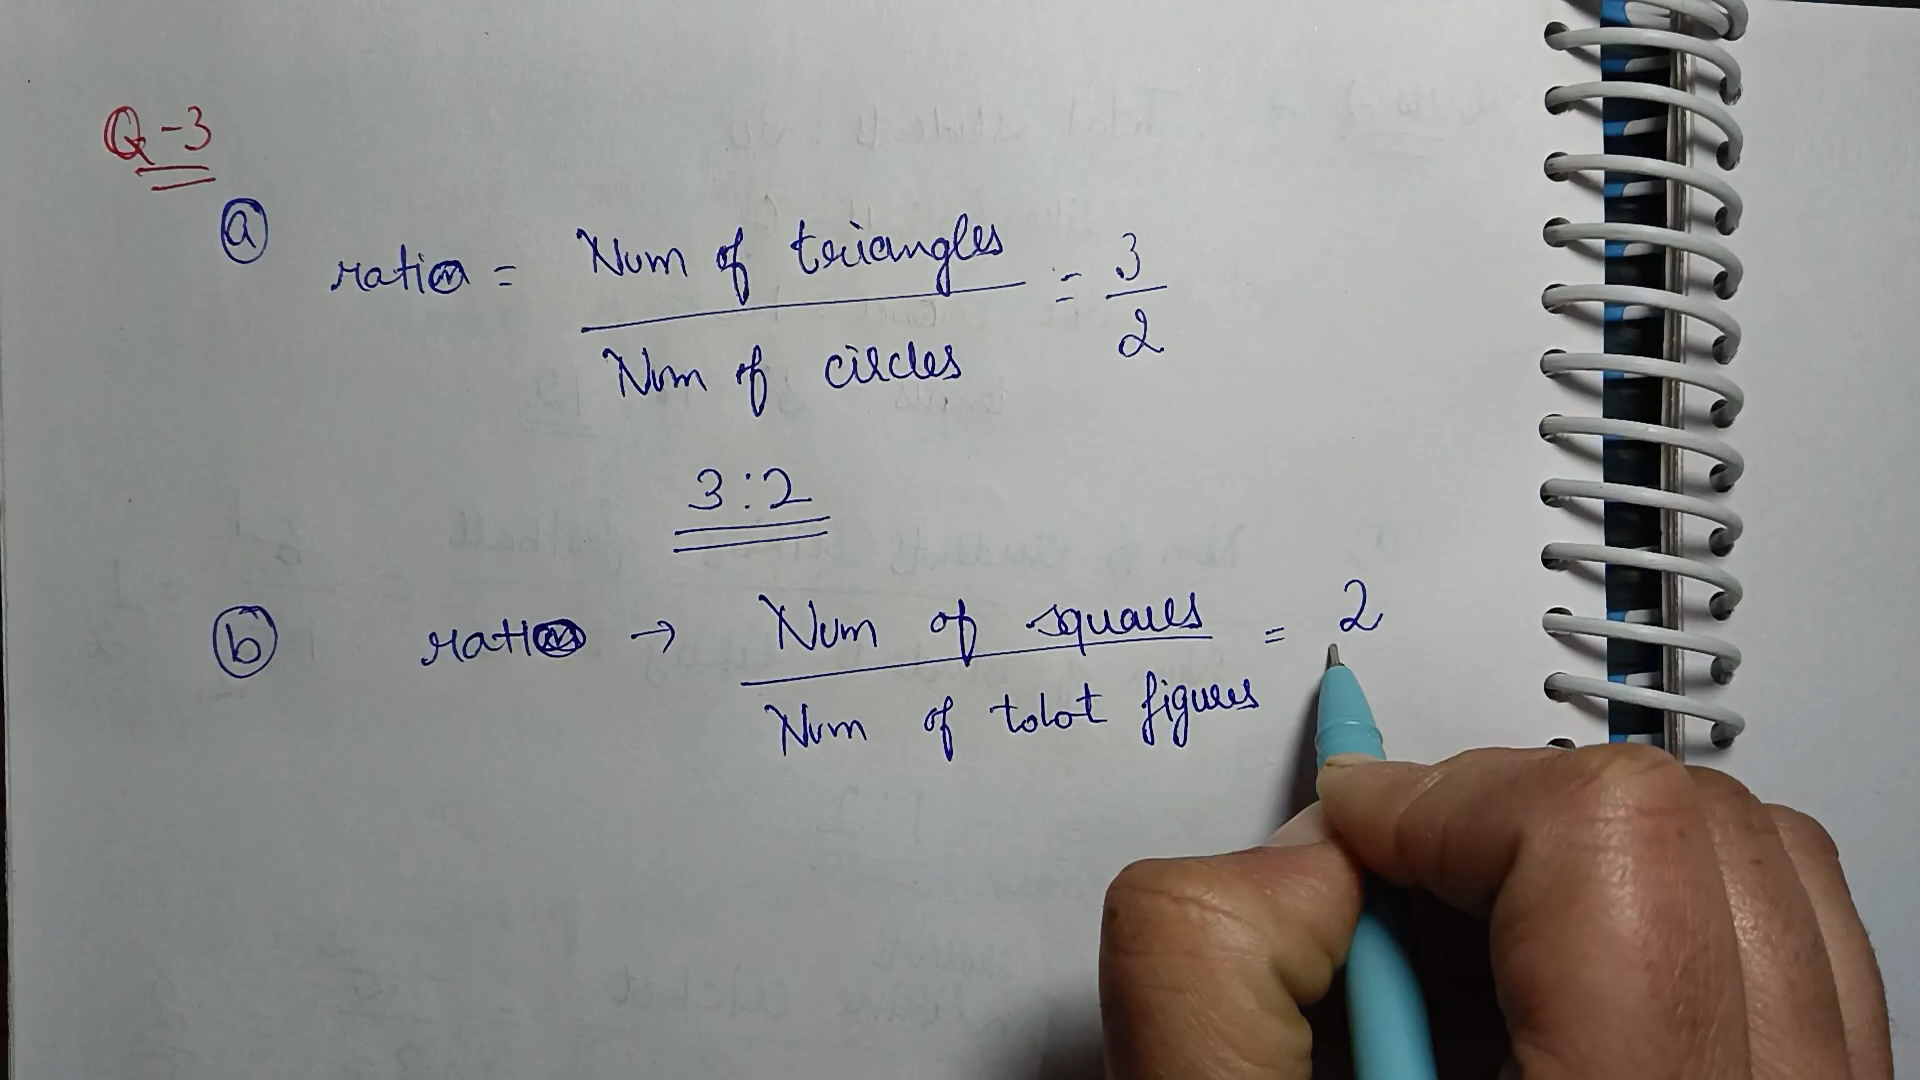 Q-3
a
ratio = Num of triangles / Num of circles = 3/2
3:2
b
ratio → Num of squares / Num of totat figures = 2